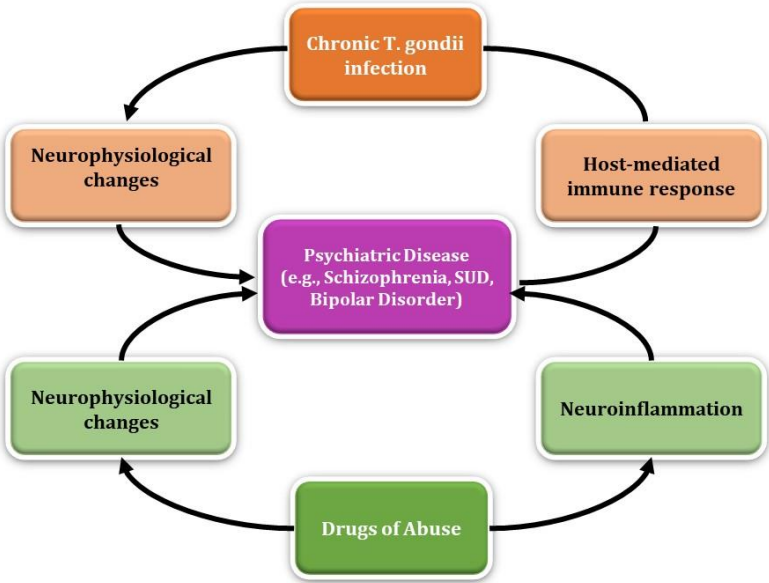 Chronic T. gondii
infection
Neurophysiological
changes
Host-mediated
immune response
Psychiatric Disease
(e.g., Schizophrenia, SUD,
Bipolar Disorder)
Neurophysiological
changes
Neuroinflammation
Drugs of Abuse